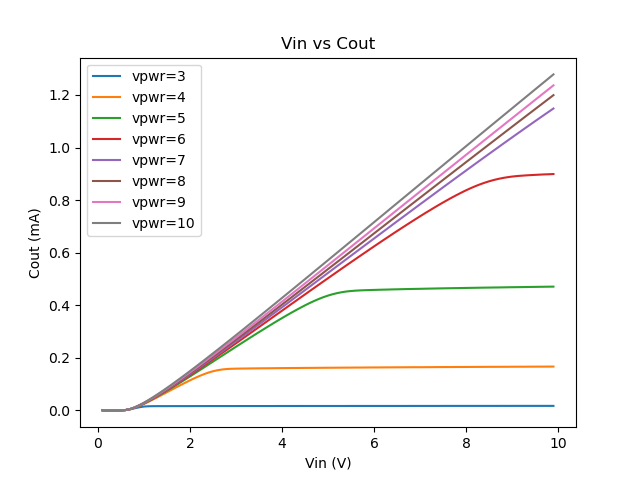 Vin vs Cout
vpwr=3
vpwr=4
vpwr=5
vpwr=6
vpwr=7
vpwr=8
vpwr=9
vpwr=10
Cout (mA)
1.2
1.0
0.8
0.6
0.4
0.2
0.0
0 2 4 6 8 10
Vin (V)